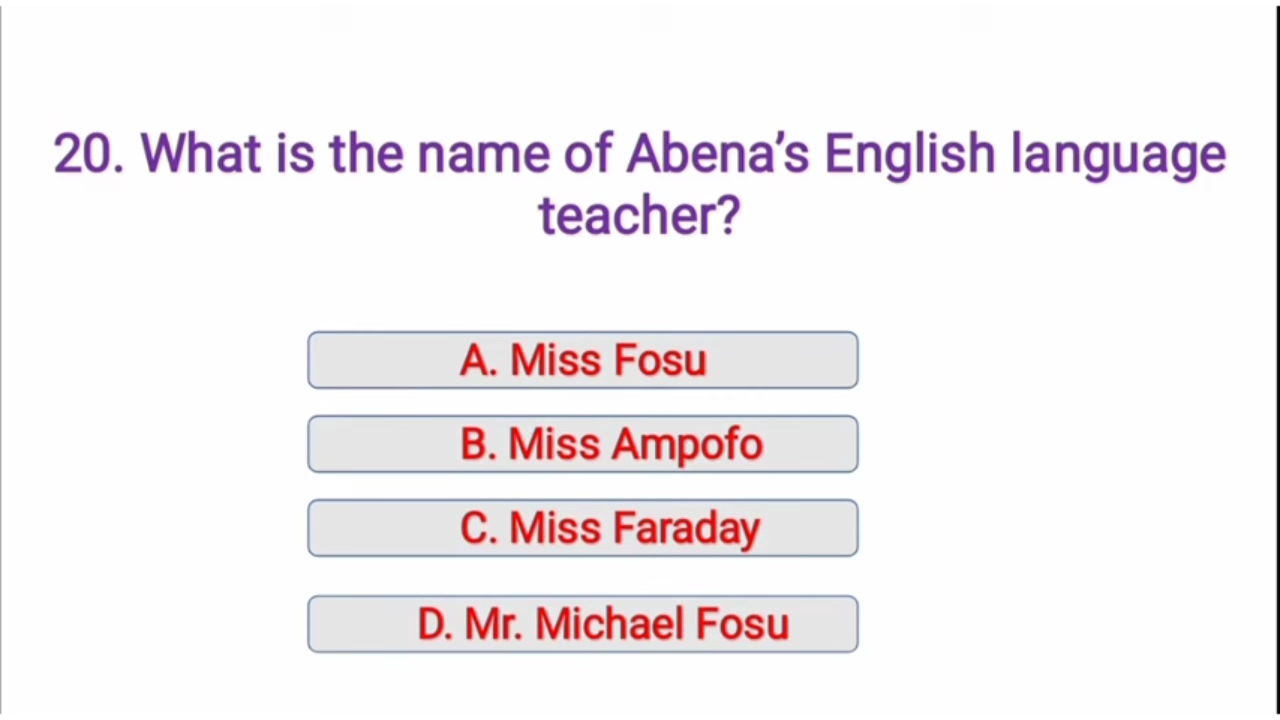 20. What is the name of Abena’s English language
teacher?
A. Miss Fosu
B. Miss Ampofo
C. Miss Faraday
D. Mr. Michael Fosu